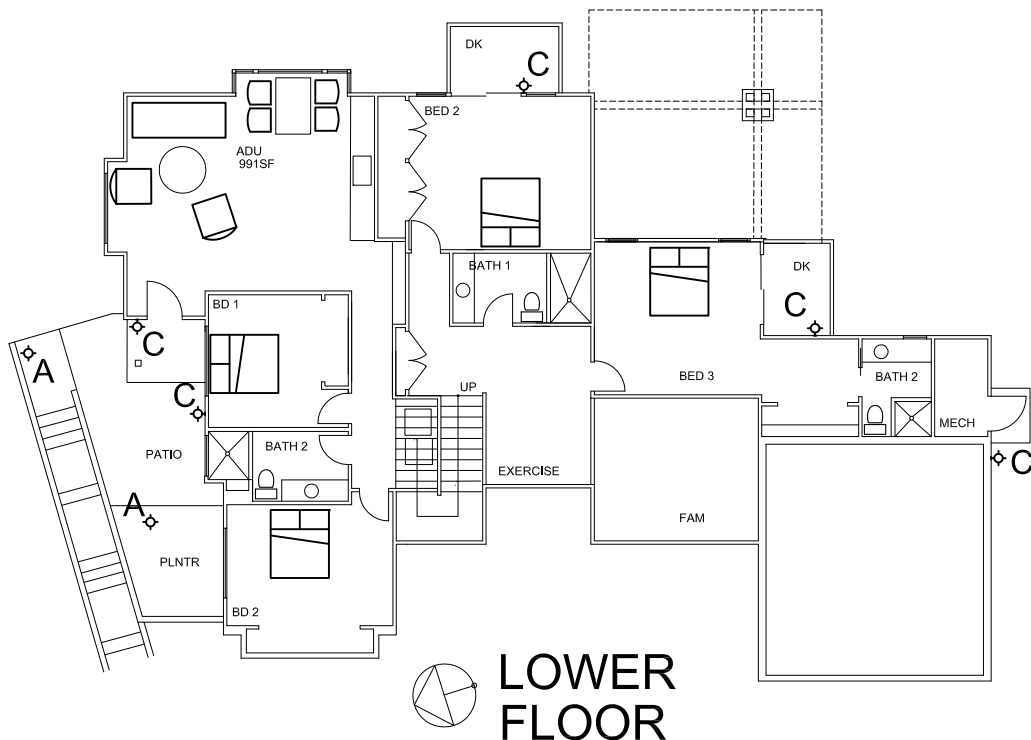 DK
C
BED 2
ADU
991SF
BATH 1
DK
C
BD 1
C
A
UP
BED 3
BATH 2
C
MECH
PATIO
BATH 2
EXERCISE
C
A
FAM
PLNTR
BD 2
LOWER
FLOOR